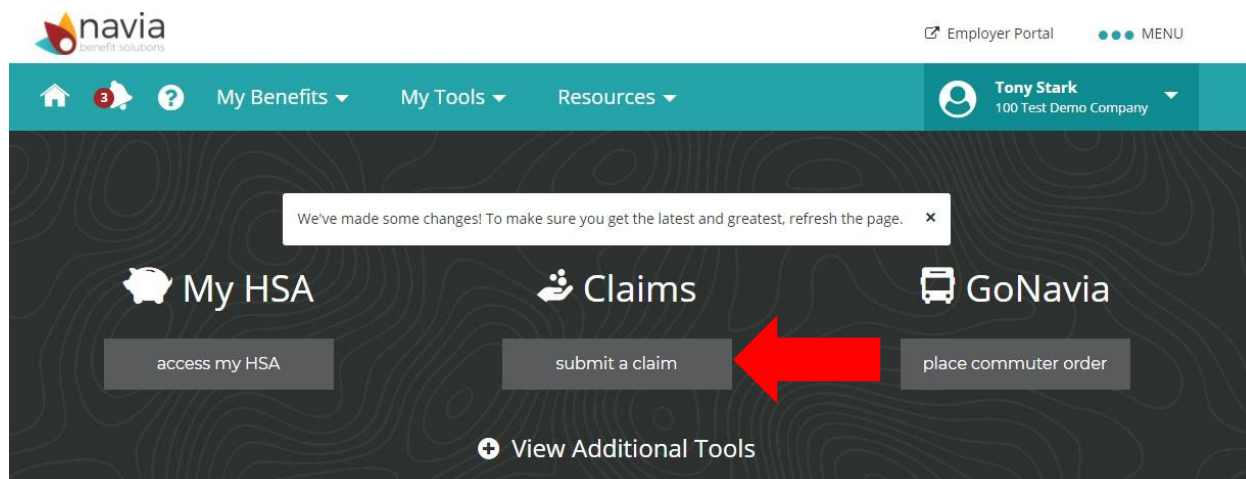 navia
benefit solutions
Employer Portal
MENU
3
?
My Benefits
My Tools
Resources
Tony Stark
100 Test Demo Company
We've made some changes! To make sure you get the latest and greatest, refresh the page. ×
My HSA
Claims
GoNavia
access my HSA
submit a claim
place commuter order
View Additional Tools